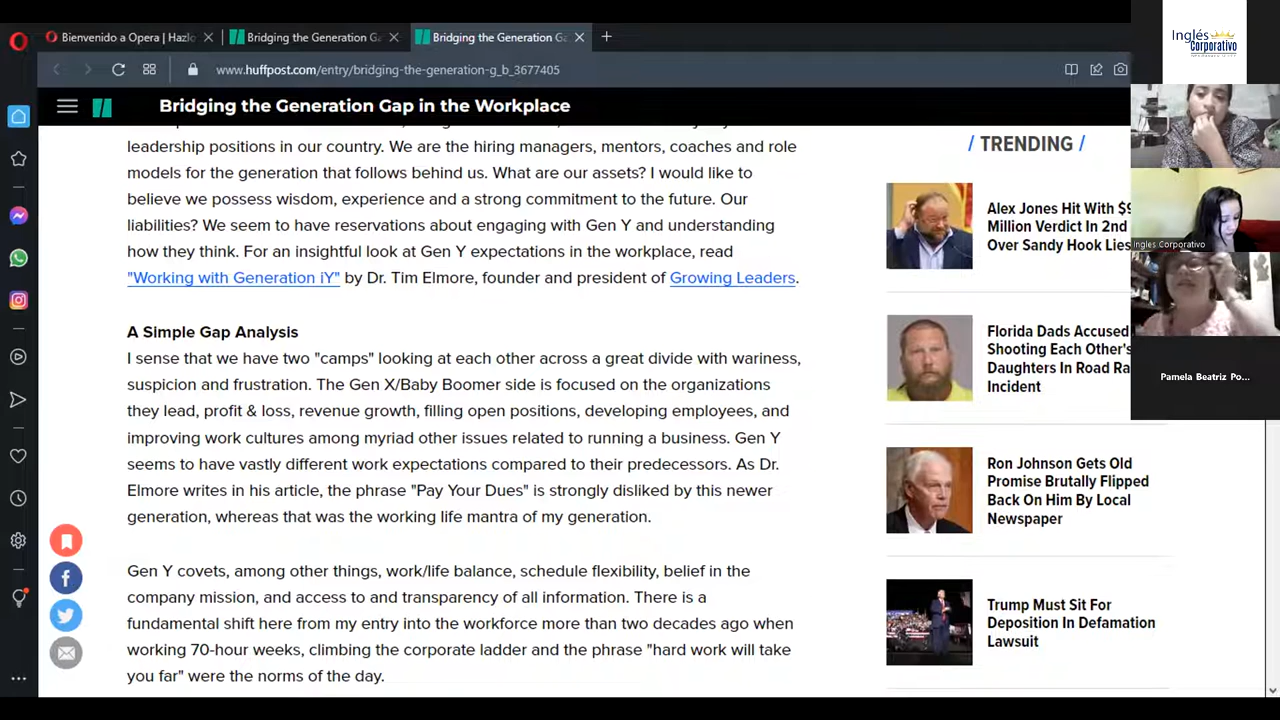 Bienvenido a Opera | Hazlo
Bridging the Generation Ga
Bridging the Generation Ga
www.huffpost.com/entry/bridging-the-generation-g_b_3677405
Bridging the Generation Gap in the Workplace
leadership positions in our country. We are the hiring managers, mentors, coaches and role
models for the generation that follows behind us. What are our assets? I would like to
believe we possess wisdom, experience and a strong commitment to the future. Our
liabilities? We seem to have reservations about engaging with Gen Y and understanding
how they think. For an insightful look at Gen Y expectations in the workplace, read
"Working with Generation iY" by Dr. Tim Elmore, founder and president of Growing Leaders.
A Simple Gap Analysis
I sense that we have two "camps" looking at each other across a great divide with wariness,
suspicion and frustration. The Gen X/Baby Boomer side is focused on the organizations
they lead, profit & loss, revenue growth, filling open positions, developing employees, and
improving work cultures among myriad other issues related to running a business. Gen Y
seems to have vastly different work expectations compared to their predecessors. As Dr.
Elmore writes in his article, the phrase "Pay Your Dues" is strongly disliked by this newer
generation, whereas that was the working life mantra of my generation.
Gen Y covets, among other things, work/life balance, schedule flexibility, belief in the
company mission, and access to and transparency of all information. There is a
fundamental shift here from my entry into the workforce more than two decades ago when
working 70-hour weeks, climbing the corporate ladder and the phrase "hard work will take
you far" were the norms of the day.
/ TRENDING /
Alex Jones Hit With $9
Million Verdict In 2nd
Over Sandy Hook Lies
Florida Dads Accused
Shooting Each Other's
Daughters In Road Ra
Incident
Ron Johnson Gets Old
Promise Brutally Flipped
Back On Him By Local
Newspaper
Trump Must Sit For
Deposition In Defamation
Lawsuit
Inglés
Corporativo
Ingles Corporativo
Pamela Beatriz Po...